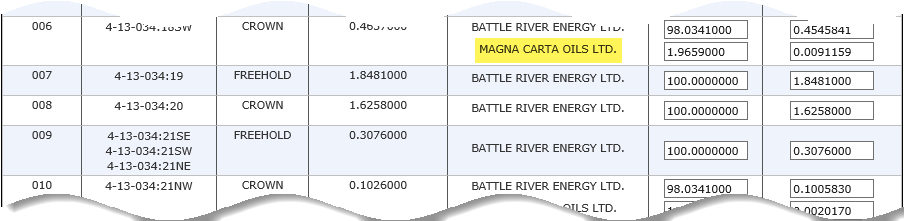 006 4-13-034:18SW CROWN 0.4637000 BATTLE RIVER ENERGY LTD. 98.0341000 0.4545841
MAGNA CARTA OILS LTD. 1.9659000 0.0091159
007 4-13-034:19 FREEHOLD 1.8481000 BATTLE RIVER ENERGY LTD. 100.0000000 1.8481000
008 4-13-034:20 CROWN 1.6258000 BATTLE RIVER ENERGY LTD. 100.0000000 1.6258000
009 4-13-034:21SE FREEHOLD 0.3076000 BATTLE RIVER ENERGY LTD. 100.0000000 0.3076000
4-13-034:21SW
4-13-034:21NE
010 4-13-034:21NW CROWN 0.1026000 BATTLE RIVER ENERGY LTD. 98.0341000 0.1005830
OILS LTD. 0.0020170